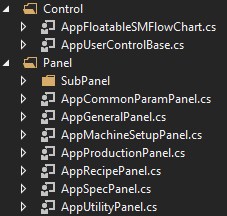 Control
AppFloatableSMFlowChart.cs
AppUserControlBase.cs
Panel
SubPanel
AppCommonParamPanel.cs
AppGeneralPanel.cs
AppMachineSetupPanel.cs
AppProductionPanel.cs
AppRecipePanel.cs
AppSpecPanel.cs
AppUtilityPanel.cs